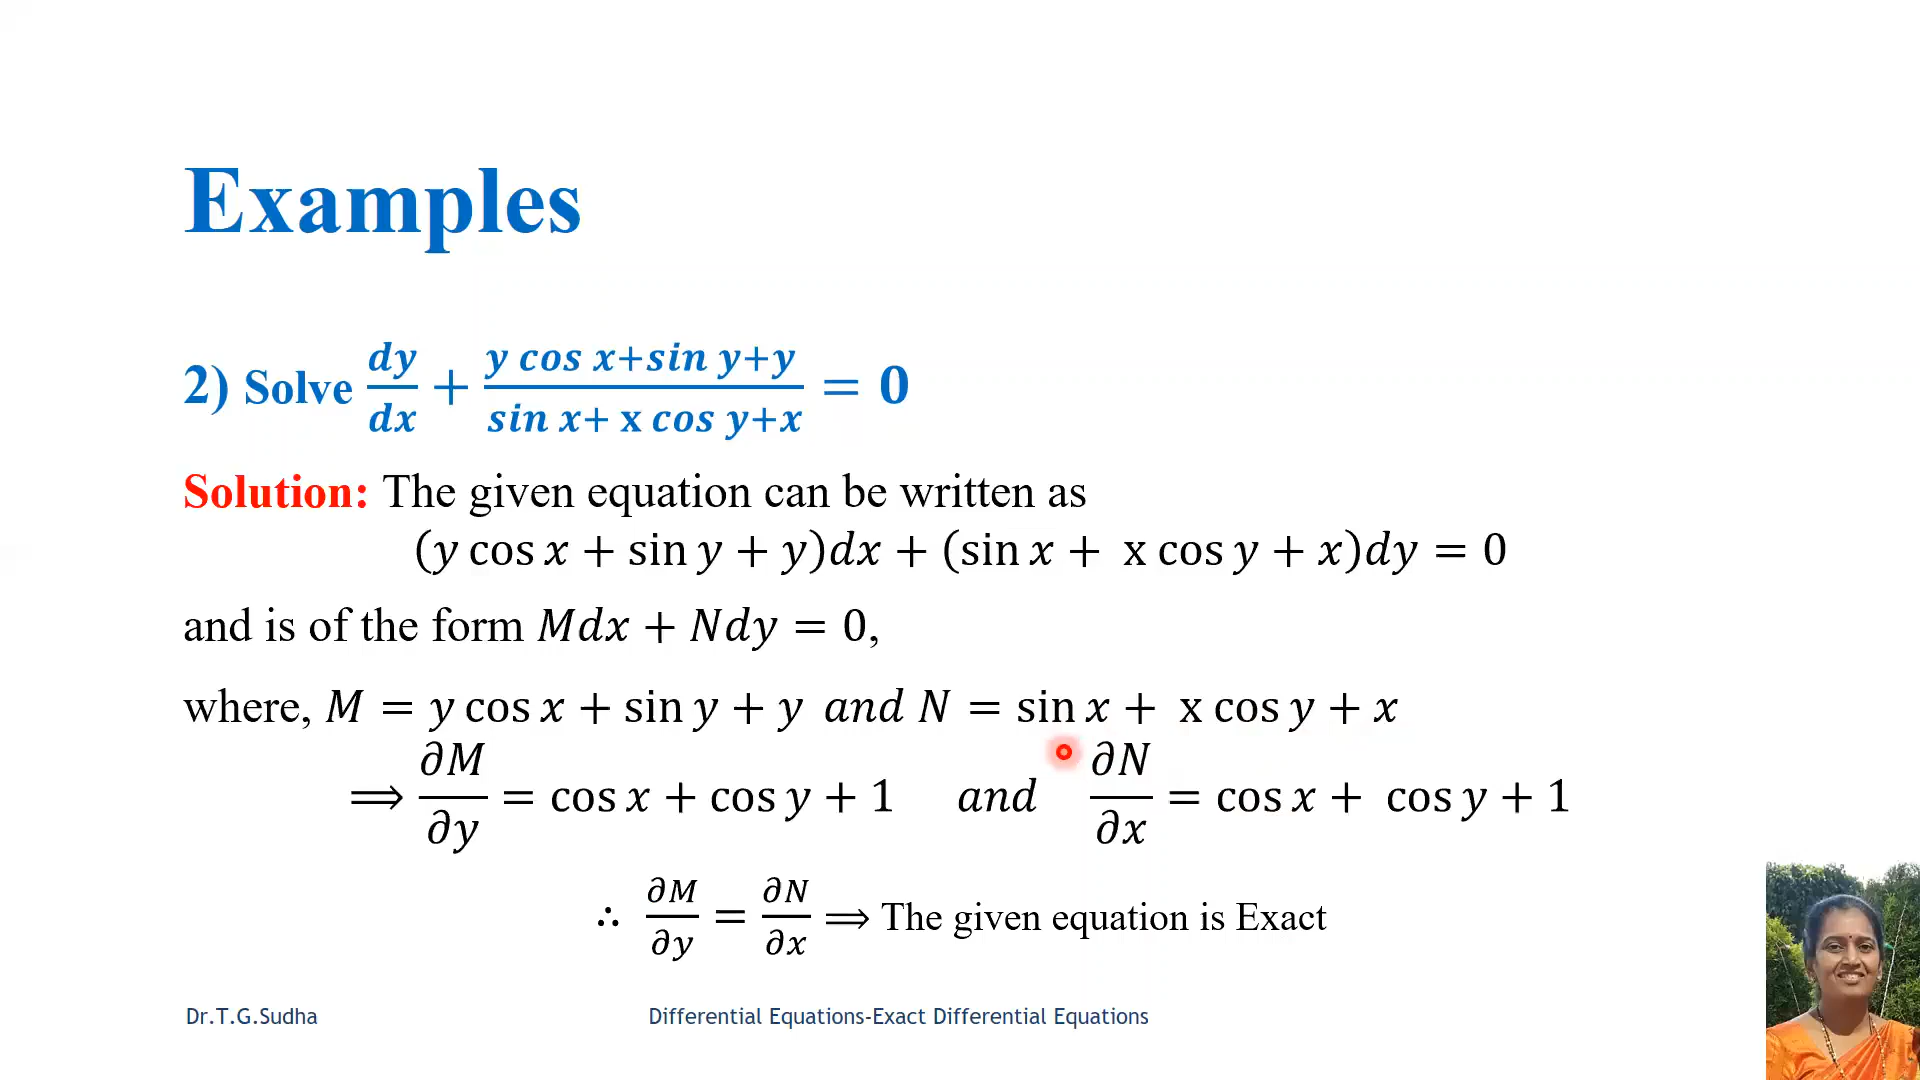 Examples
2) Solve dy/dx + (y cos x+sin y+y)/(sin x+ x cos y+x) = 0
Solution: The given equation can be written as
(y cos x + sin y + y)dx + (sin x + x cos y + x)dy = 0
and is of the form Mdx + Ndy = 0,
where, M = y cos x + sin y + y and N = sin x + x cos y + x
⟹ ∂M/∂y = cos x + cos y + 1 and ∂N/∂x = cos x + cos y + 1
∴ ∂M/∂y = ∂N/∂x ⟹ The given equation is Exact
Dr.T.G.Sudha Differential Equations-Exact Differential Equations